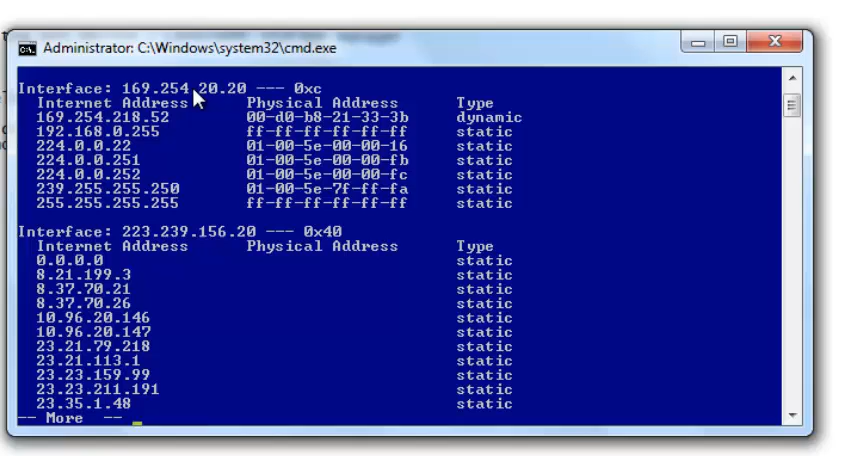 Administrator: C:\Windows\system32\cmd.exe
Interface: 169.254.20.20 --- 0xc
Internet Address Physical Address Type
169.254.218.52 00-d0-b8-21-33-3b dynamic
192.168.0.255 ff-ff-ff-ff-ff-ff static
224.0.0.22 01-00-5e-00-00-16 static
224.0.0.251 01-00-5e-00-00-fb static
224.0.0.252 01-00-5e-00-00-fc static
239.255.255.250 01-00-5e-7f-ff-fa static
255.255.255.255 ff-ff-ff-ff-ff-ff static
Interface: 223.239.156.20 --- 0x40
Internet Address Physical Address Type
0.0.0.0 static
8.21.199.3 static
8.37.70.21 static
8.37.70.26 static
10.96.20.146 static
10.96.20.147 static
23.21.79.218 static
23.21.113.1 static
23.23.159.99 static
23.23.211.191 static
23.35.1.48 static
-- More --